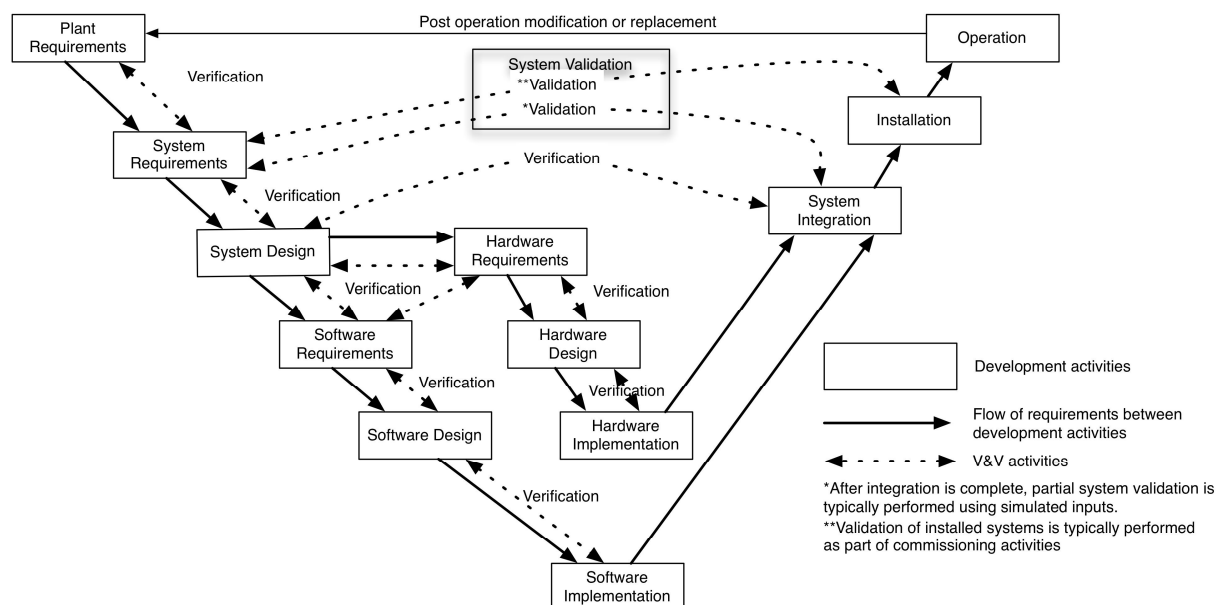 Post operation modification or replacement
Plant
Requirements
Operation
Verification
System Validation
**Validation
*Validation
Installation
System
Requirements
Verification
Verification
System
Integration
System Design
Hardware
Requirements
Verification
Verification
Software
Requirements
Hardware
Design
Development activities
Verification
Verification
Software Design
Hardware
Implementation
Flow of requirements between
development activities
V&V activities
Verification
*After integration is complete, partial system validation is
typically performed using simulated inputs.
**Validation of installed systems is typically performed
as part of commissioning activities
Software
Implementation